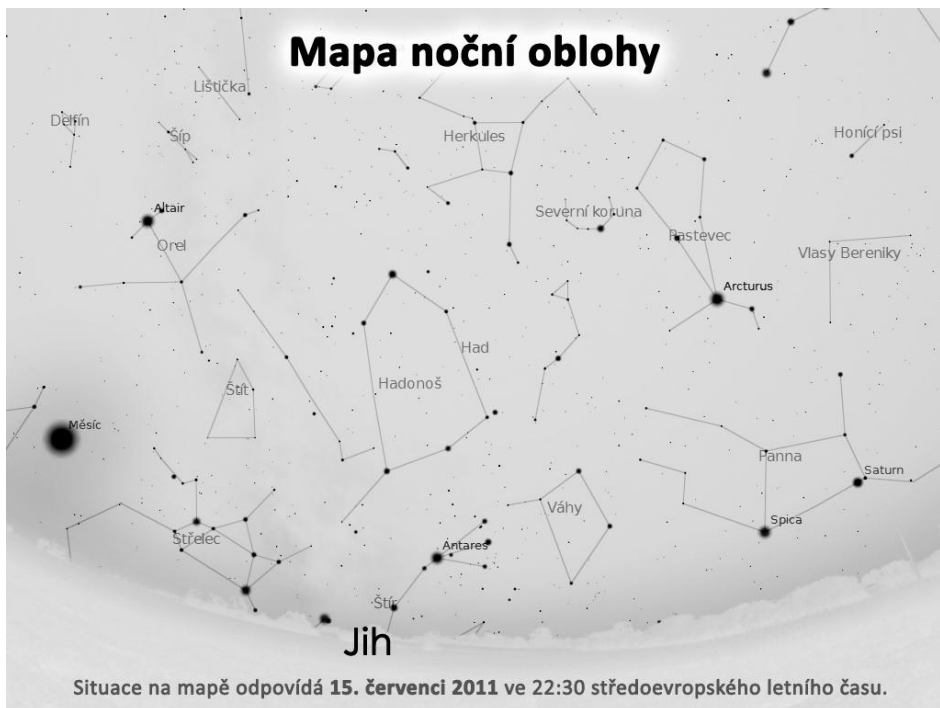 Mapa noční oblohy
Lištička
Delfín
Šíp
Herkules
Honící psi
Altair
Severní koruna
Orel
Pastevec
Vlasy Bereniky
Arcturus
Had
Hadonoš
Štít
Měsíc
Panna
Saturn
Váhy
Spica
Střelec
Antares
Štír
Jih
Situace na mapě odpovídá 15. červenci 2011 ve 22:30 středoevropského letního času.